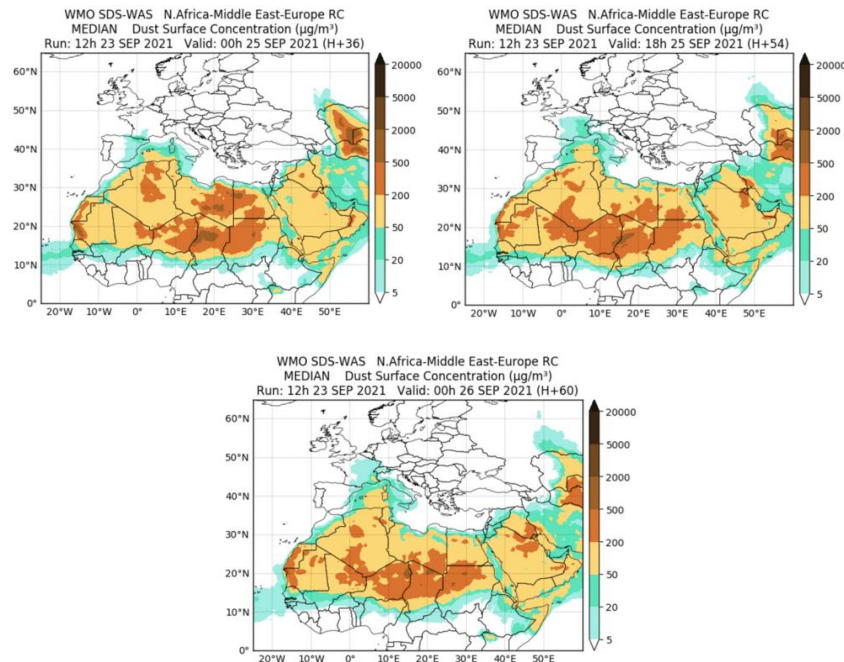 WMO SDS-WAS N.Africa-Middle East-Europe RC
MEDIAN Dust Surface Concentration (µg/m³)
Run: 12h 23 SEP 2021 Valid: 00h 25 SEP 2021 (H+36)
60°N
50°N
40°N
30°N
20°N
10°N
0°
20°W
10°W
0°
10°E
20°E
30°E
40°E
50°E
20000
5000
2000
500
200
50
20
5
WMO SDS-WAS N.Africa-Middle East-Europe RC
MEDIAN Dust Surface Concentration (µg/m³)
Run: 12h 23 SEP 2021 Valid: 18h 25 SEP 2021 (H+54)
60°N
50°N
40°N
30°N
20°N
10°N
0°
20°W
10°W
0°
10°E
20°E
30°E
40°E
50°E
20000
5000
2000
500
200
50
20
5
WMO SDS-WAS N.Africa-Middle East-Europe RC
MEDIAN Dust Surface Concentration (µg/m³)
Run: 12h 23 SEP 2021 Valid: 00h 26 SEP 2021 (H+60)
60°N
50°N
40°N
30°N
20°N
10°N
0°
20°W
10°W
0°
10°E
20°E
30°E
40°E
50°E
20000
5000
2000
500
200
50
20
5